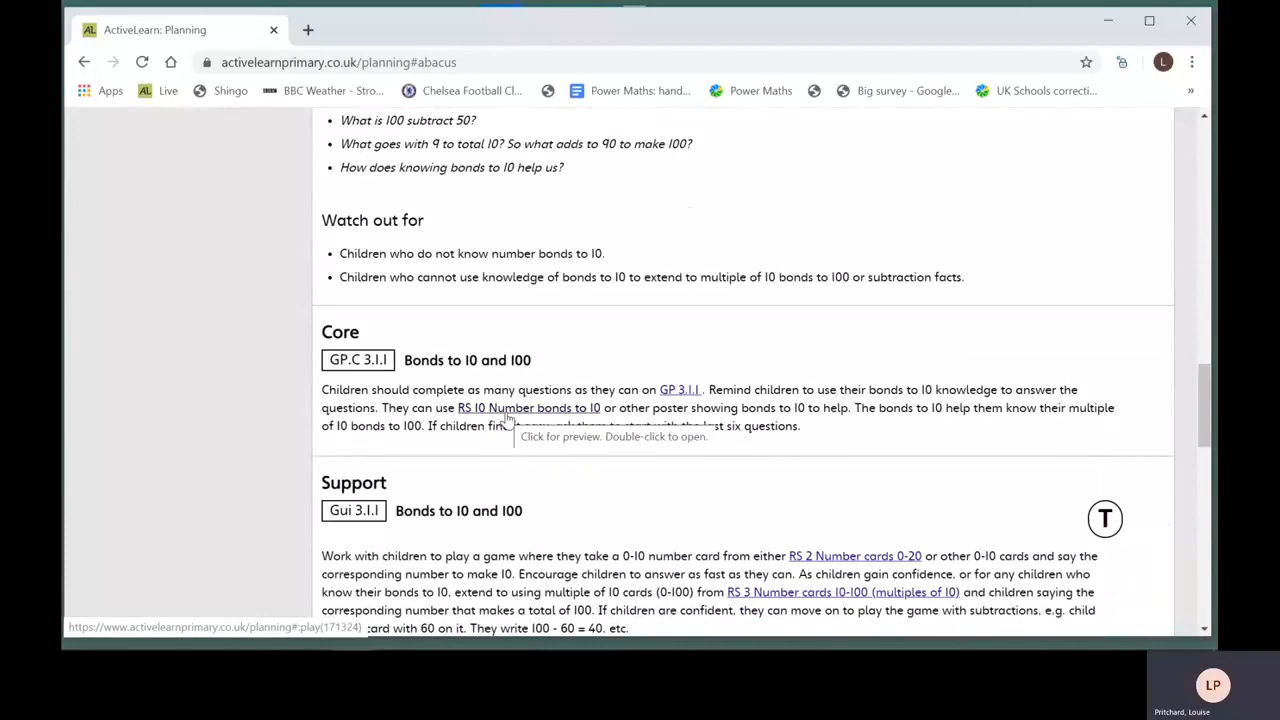 ActiveLearn: Planning
activelearnprimary.co.uk/planning#abacus
L
Apps AL Live Shingo BBC Weather - Stro... Chelsea Football Cl... Power Maths: hand... Power Maths Big survey - Google... UK Schools correcti... »
• What is 100 subtract 50?
• What goes with 9 to total 10? So what adds to 90 to make 100?
• How does knowing bonds to 10 help us?
Watch out for
• Children who do not know number bonds to 10.
• Children who cannot use knowledge of bonds to 10 to extend to multiple of 10 bonds to 100 or subtraction facts.
Core
GP.C 3.1.1 Bonds to 10 and 100
Children should complete as many questions as they can on GP 3.1.1 . Remind children to use their bonds to 10 knowledge to answer the
questions. They can use RS 10 Number bonds to 10 or other poster showing bonds to 10 to help. The bonds to 10 help them know their multiple
of 10 bonds to 100. If children find it easy, ask them to start with the last six questions.
Click for preview. Double-click to open.
Support
Gui 3.1.1 Bonds to 10 and 100
T
Work with children to play a game where they take a 0-10 number card from either RS 2 Number cards 0-20 or other 0-10 cards and say the
corresponding number to make 10. Encourage children to answer as fast as they can. As children gain confidence, or for any children who
know their bonds to 10, extend to using multiple of 10 cards (0-100) from RS 3 Number cards 10-100 (multiples of 10) and children saying the
corresponding number that makes a total of 100. If children are confident, they can move on to play the game with subtractions, e.g. child
card with 60 on it. They write 100 - 60 = 40, etc.
https://www.activelearnprimary.co.uk/planning#:play(171324)
LP
Pritchard, Louise